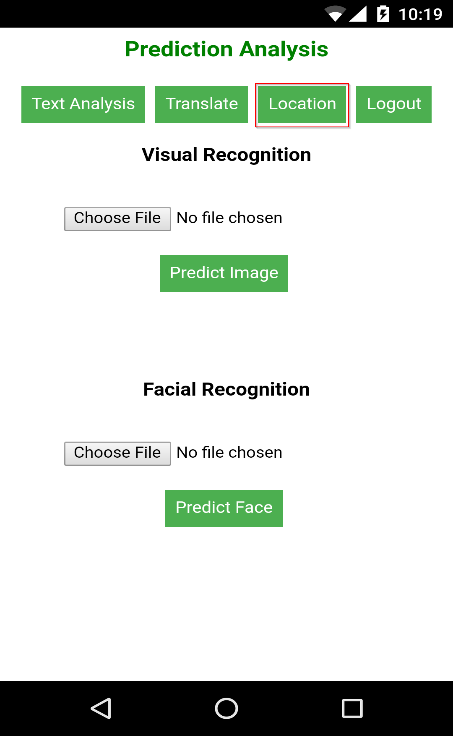 10:19
Prediction Analysis
Text Analysis Translate Location Logout
Visual Recognition
Choose File No file chosen
Predict Image
Facial Recognition
Choose File No file chosen
Predict Face